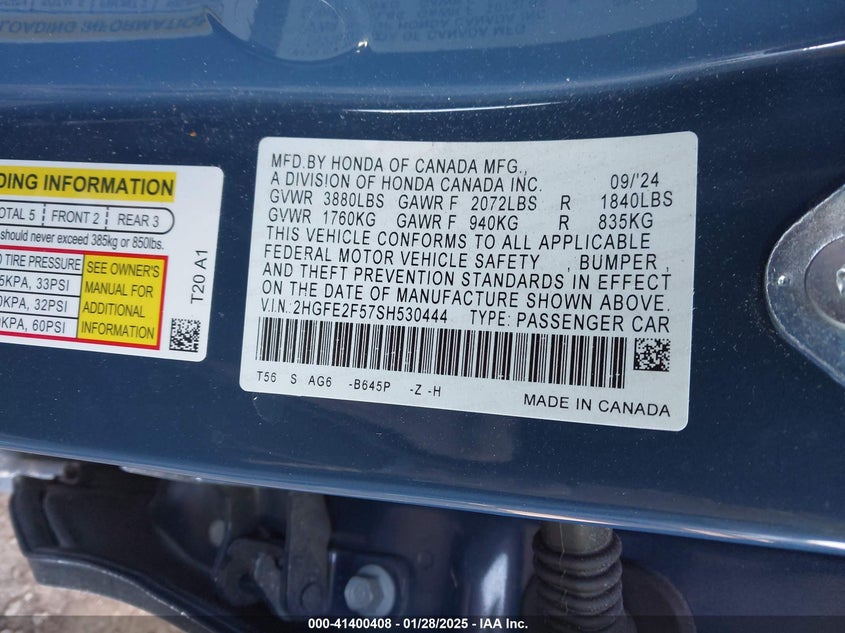 LOADING INFORMATION
DING INFORMATION
OTAL 5 FRONT 2 REAR 3
should never exceed 385kg or 850lbs.
TIRE PRESSURE
5KPA, 33PSI
0KPA, 32PSI
KPA, 60PSI
SEE OWNER'S
MANUAL FOR
ADDITIONAL
INFORMATION
T20 A1
MFD.BY HONDA OF CANADA MFG.,
A DIVISION OF HONDA CANADA INC. 09/'24
GVWR 3880LBS GAWR F 2072LBS R 1840LBS
GVWR 1760KG GAWR F 940KG R 835KG
THIS VEHICLE CONFORMS TO ALL APPLICABLE
FEDERAL MOTOR VEHICLE SAFETY , BUMPER ,
AND THEFT PREVENTION STANDARDS IN EFFECT
ON THE DATE OF MANUFACTURE SHOWN ABOVE.
V.I.N.:2HGFE2F57SH530444 TYPE: PASSENGER CAR
T56 S AG6 -B645P -Z -H
MADE IN CANADA
000-41400408 - 01/28/2025 - IAA Inc.